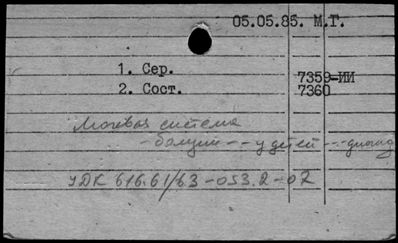 05.05.85. М.Г.
1. Сер. 7359-ИИ
2. Сост. 7360
Мочевая система
- болезни -- у детей --- диагн
УДК 616.61/63-053.2-07